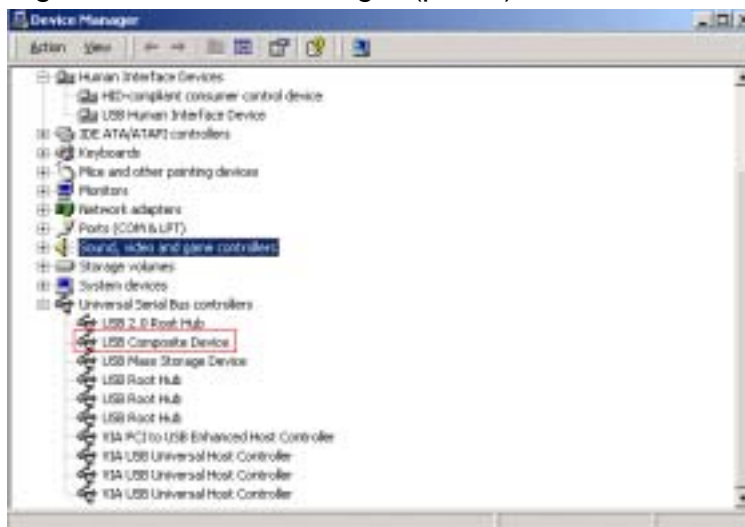 Device Manager
Action View
Human Interface Devices
HID-compliant consumer control device
USB Human Interface Device
IDE ATA/ATAPI controllers
Keyboards
Mice and other pointing devices
Monitors
Network adapters
Ports (COM & LPT)
Sound, video and game controllers
Storage volumes
System devices
Universal Serial Bus controllers
USB 2.0 Root Hub
USB Composite Device
USB Mass Storage Device
USB Root Hub
USB Root Hub
USB Root Hub
VIA PCI to USB Enhanced Host Controller
VIA USB Universal Host Controller
VIA USB Universal Host Controller
VIA USB Universal Host Controller